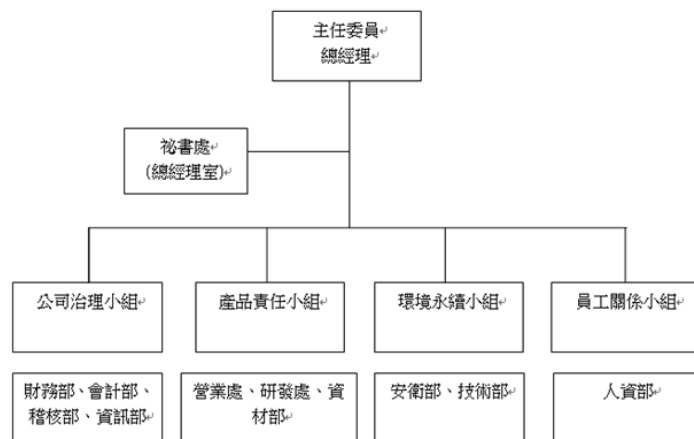 主任委員
總經理
祕書處
(總經理室)
公司治理小組
產品責任小組
環境永續小組
員工關係小組
財務部、會計部、
稽核部、資訊部
營業處、研發處、資
材部
安衛部、技術部
人資部